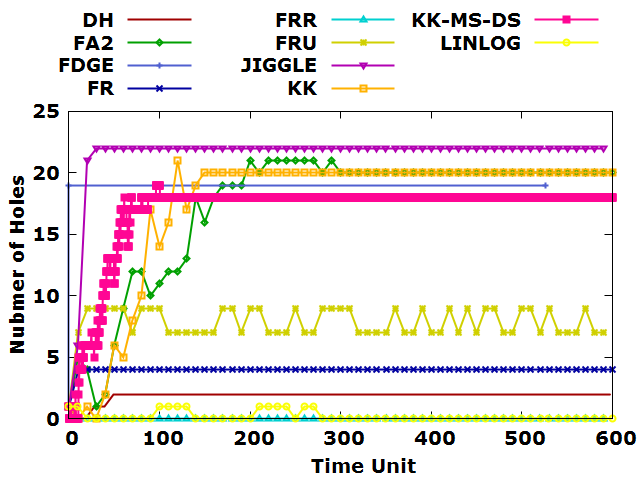 DH FRR KK-MS-DS
FA2 FRU LINLOG
FDGE JIGGLE
FR KK
25
20
15
10
5
0
Nubmer of Holes
0 100 200 300 400 500 600
Time Unit